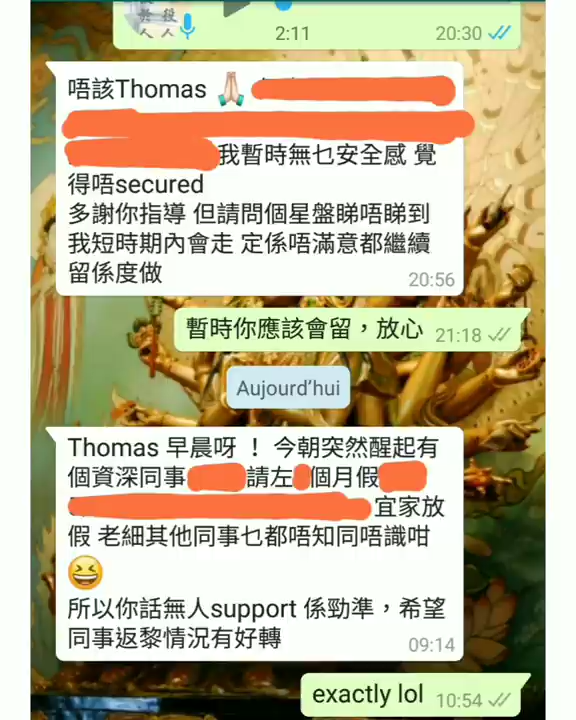 2:11
20:30
唔該Thomas 🙏
我暫時無乜安全感 覺
得唔secured
多謝你指導 但請問個星盤睇唔睇到
我短時期內會走 定係唔滿意都繼續
留係度做
20:56
暫時你應該會留，放心
21:18
Aujourd'hui
Thomas 早晨呀 ！ 今朝突然醒起有
個資深同事 請左 個月假
宜家放
假 老細其他同事乜都唔知同唔識咁
😆
所以你話無人support 係勁準，希望
同事返黎情況有好轉
09:14
exactly lol
10:54